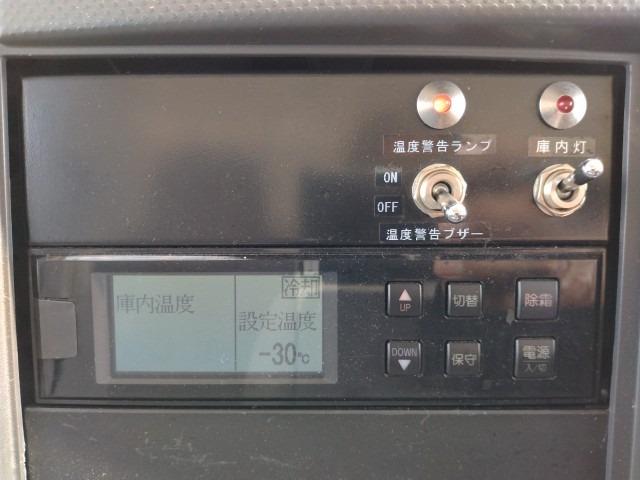 温度警告ランプ
庫内灯
ON
OFF
温度警告ブザー
冷却
庫内温度
設定温度
-30℃
UP
切替
除霜
DOWN
保守
電源
入/切